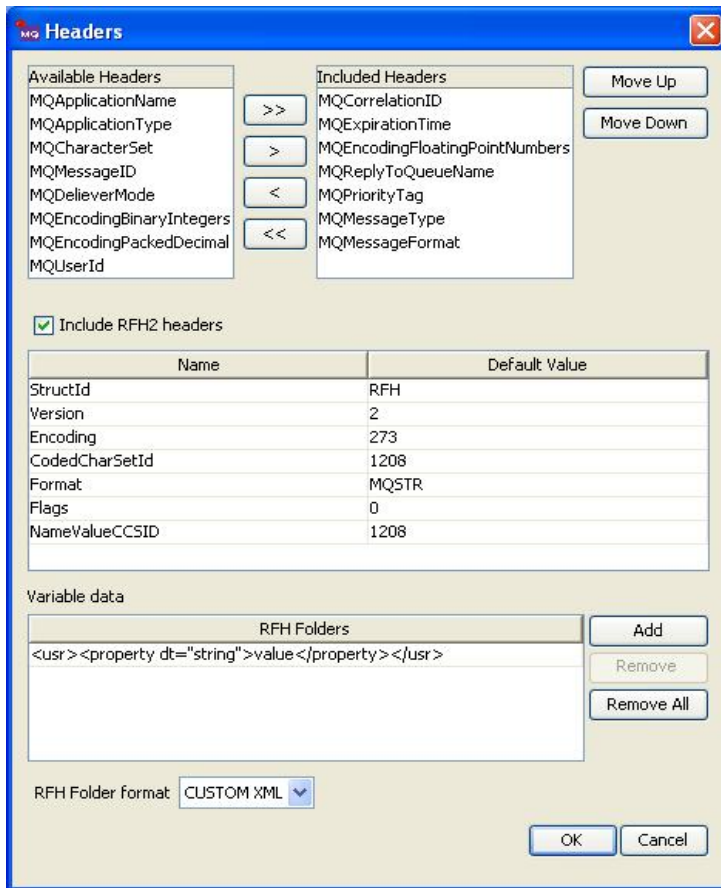 MQ Headers
Available Headers
MQApplicationName
MQApplicationType
MQCharacterSet
MQMessageID
MQDelieverMode
MQEncodingBinaryIntegers
MQEncodingPackedDecimal
MQUserId
>>
>
<
<<
Included Headers
MQCorrelationID
MQExpirationTime
MQEncodingFloatingPointNumbers
MQReplyToQueueName
MQPriorityTag
MQMessageType
MQMessageFormat
Move Up
Move Down
Include RFH2 headers
Name Default Value
StructId RFH
Version 2
Encoding 273
CodedCharSetId 1208
Format MQSTR
Flags 0
NameValueCCSID 1208
Variable data
RFH Folders
<usr><property dt="string">value</property></usr>
Add
Remove
Remove All
RFH Folder format CUSTOM XML
OK Cancel